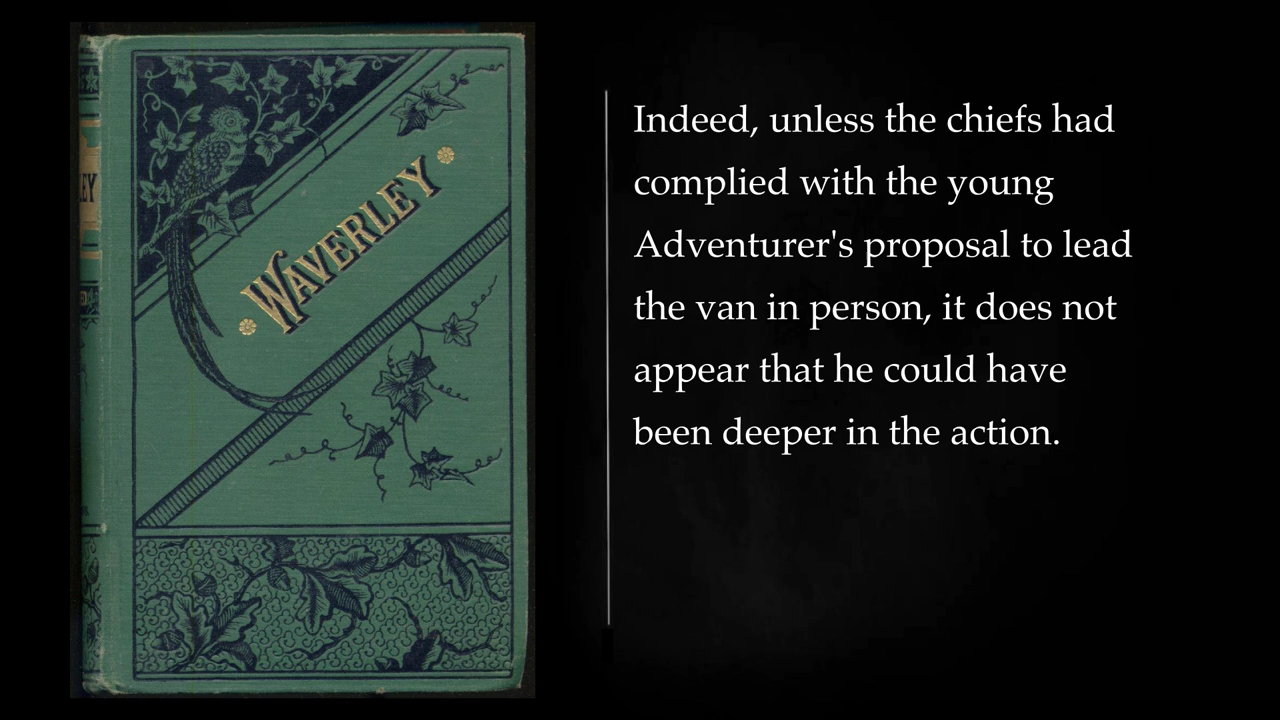 WAVERLEY
EY
Indeed, unless the chiefs had
complied with the young
Adventurer's proposal to lead
the van in person, it does not
appear that he could have
been deeper in the action.